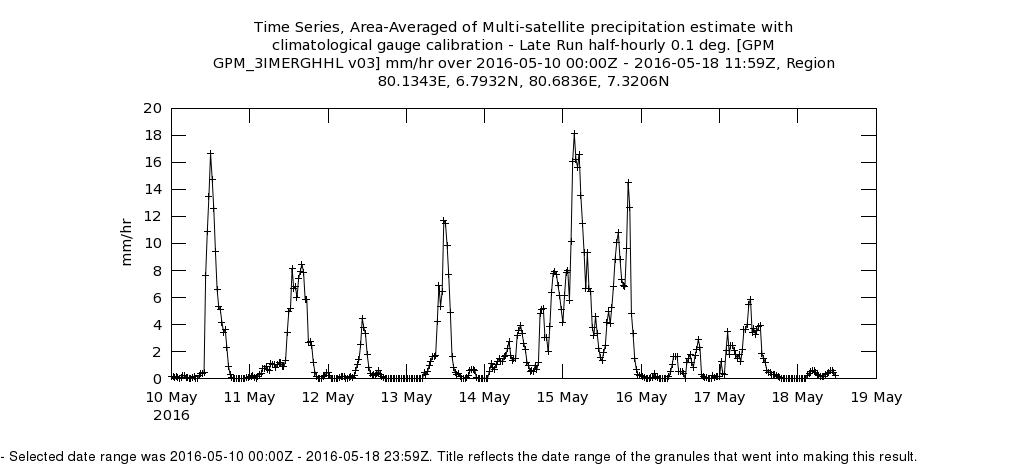 Time Series, Area-Averaged of Multi-satellite precipitation estimate with
climatological gauge calibration - Late Run half-hourly 0.1 deg. [GPM
GPM_3IMERGHHL v03] mm/hr over 2016-05-10 00:00Z - 2016-05-18 11:59Z, Region
80.1343E, 6.7932N, 80.6836E, 7.3206N
20
18
16
14
12
10
8
6
4
2
0
mm/hr
10 May 11 May 12 May 13 May 14 May 15 May 16 May 17 May 18 May 19 May
2016
- Selected date range was 2016-05-10 00:00Z - 2016-05-18 23:59Z. Title reflects the date range of the granules that went into making this result.